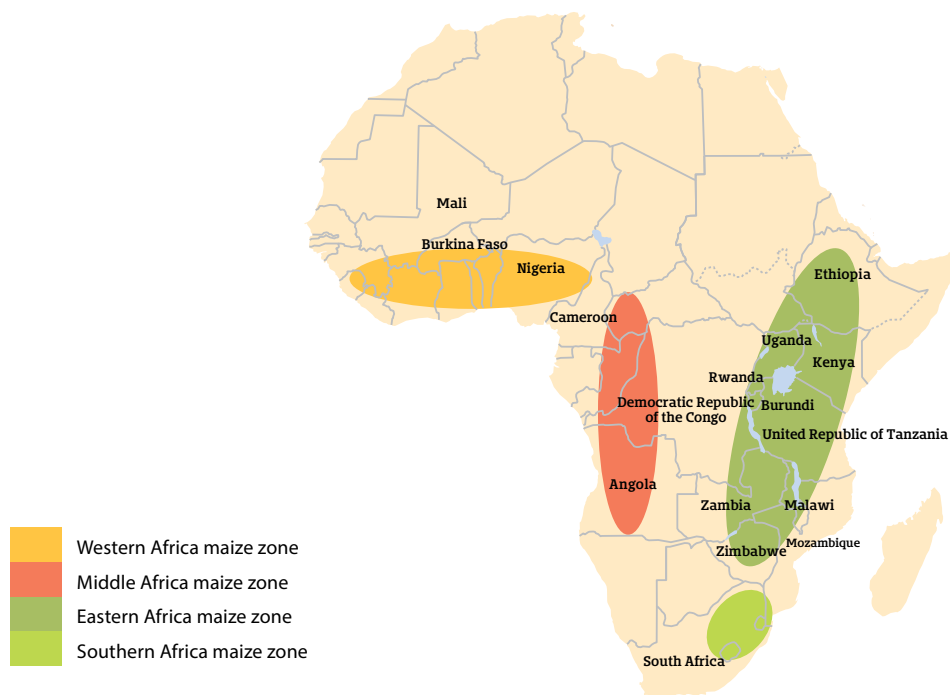 Mali
Burkina Faso
Nigeria
Ethiopia
Cameroon
Uganda
Kenya
Rwanda
Democratic Republic
of the Congo
Burundi
United Republic of Tanzania
Angola
Zambia
Malawi
Mozambique
Zimbabwe
South Africa
Western Africa maize zone
Middle Africa maize zone
Eastern Africa maize zone
Southern Africa maize zone